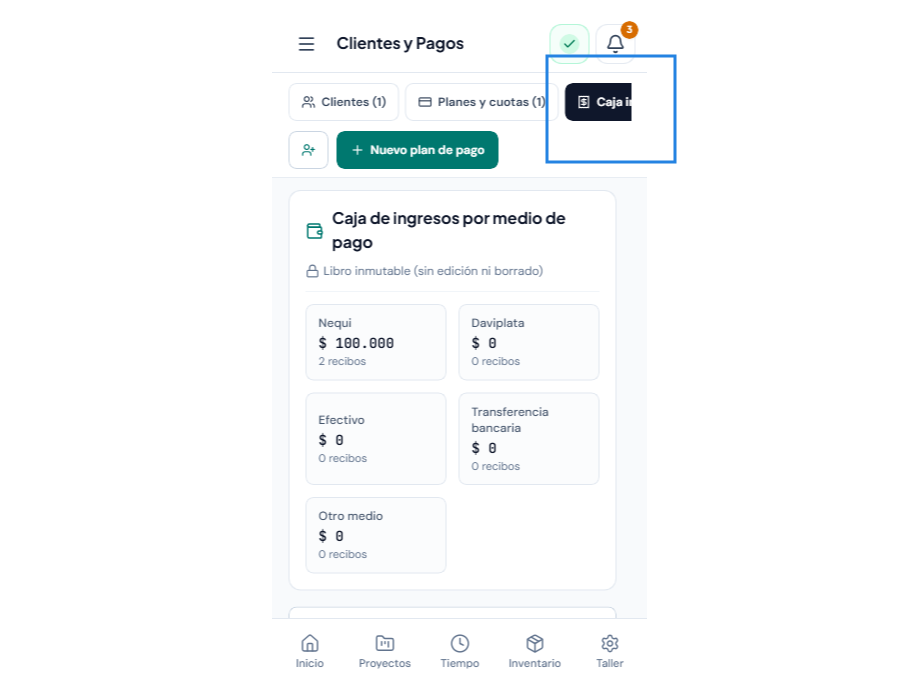 Clientes y Pagos
3
Clientes (1)
Planes y cuotas (1)
Caja
Nuevo plan de pago
Caja de ingresos por medio de
pago
Libro inmutable (sin edición ni borrado)
Nequi
$ 100.000
2 recibos
Daviplata
$ 0
0 recibos
Efectivo
$ 0
0 recibos
Transferencia
bancaria
$ 0
0 recibos
Otro medio
$ 0
0 recibos
Inicio
Proyectos
Tiempo
Inventario
Taller